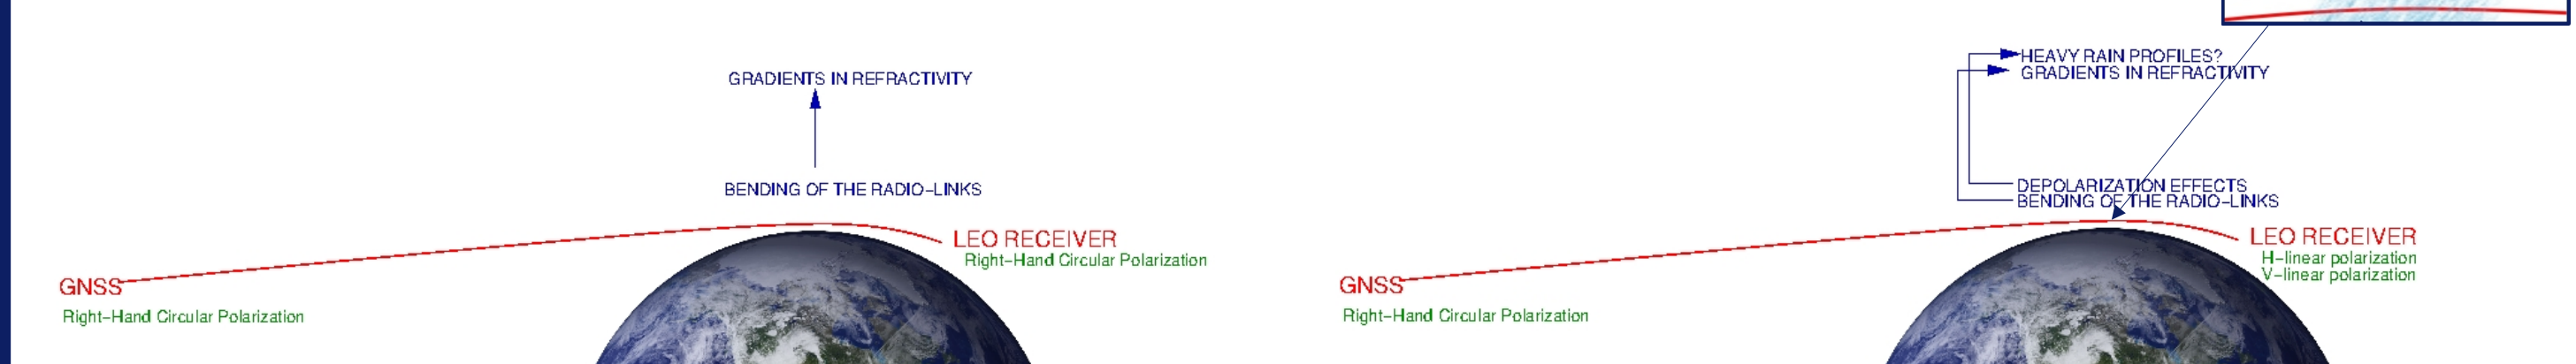 GRADIENTS IN REFRACTIVITY
BENDING OF THE RADIO-LINKS
LEO RECEIVER
Right-Hand Circular Polarization
GNSS
Right-Hand Circular Polarization
HEAVY RAIN PROFILES?
GRADIENTS IN REFRACTIVITY
DEPOLARIZATION EFFECTS
BENDING OF THE RADIO-LINKS
LEO RECEIVER
H-linear polarization
V-linear polarization
GNSS
Right-Hand Circular Polarization